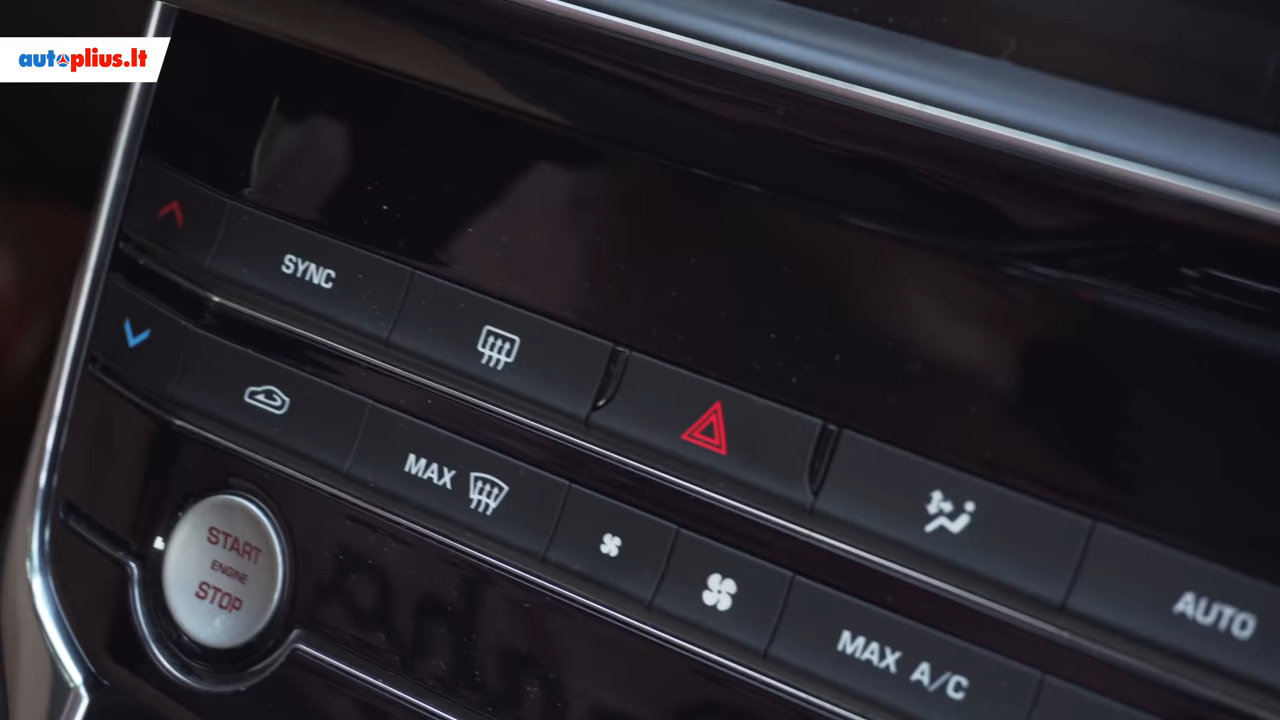 autoplius.lt
SYNC
MAX
START
ENGINE
STOP
MAX A/C
AUTO